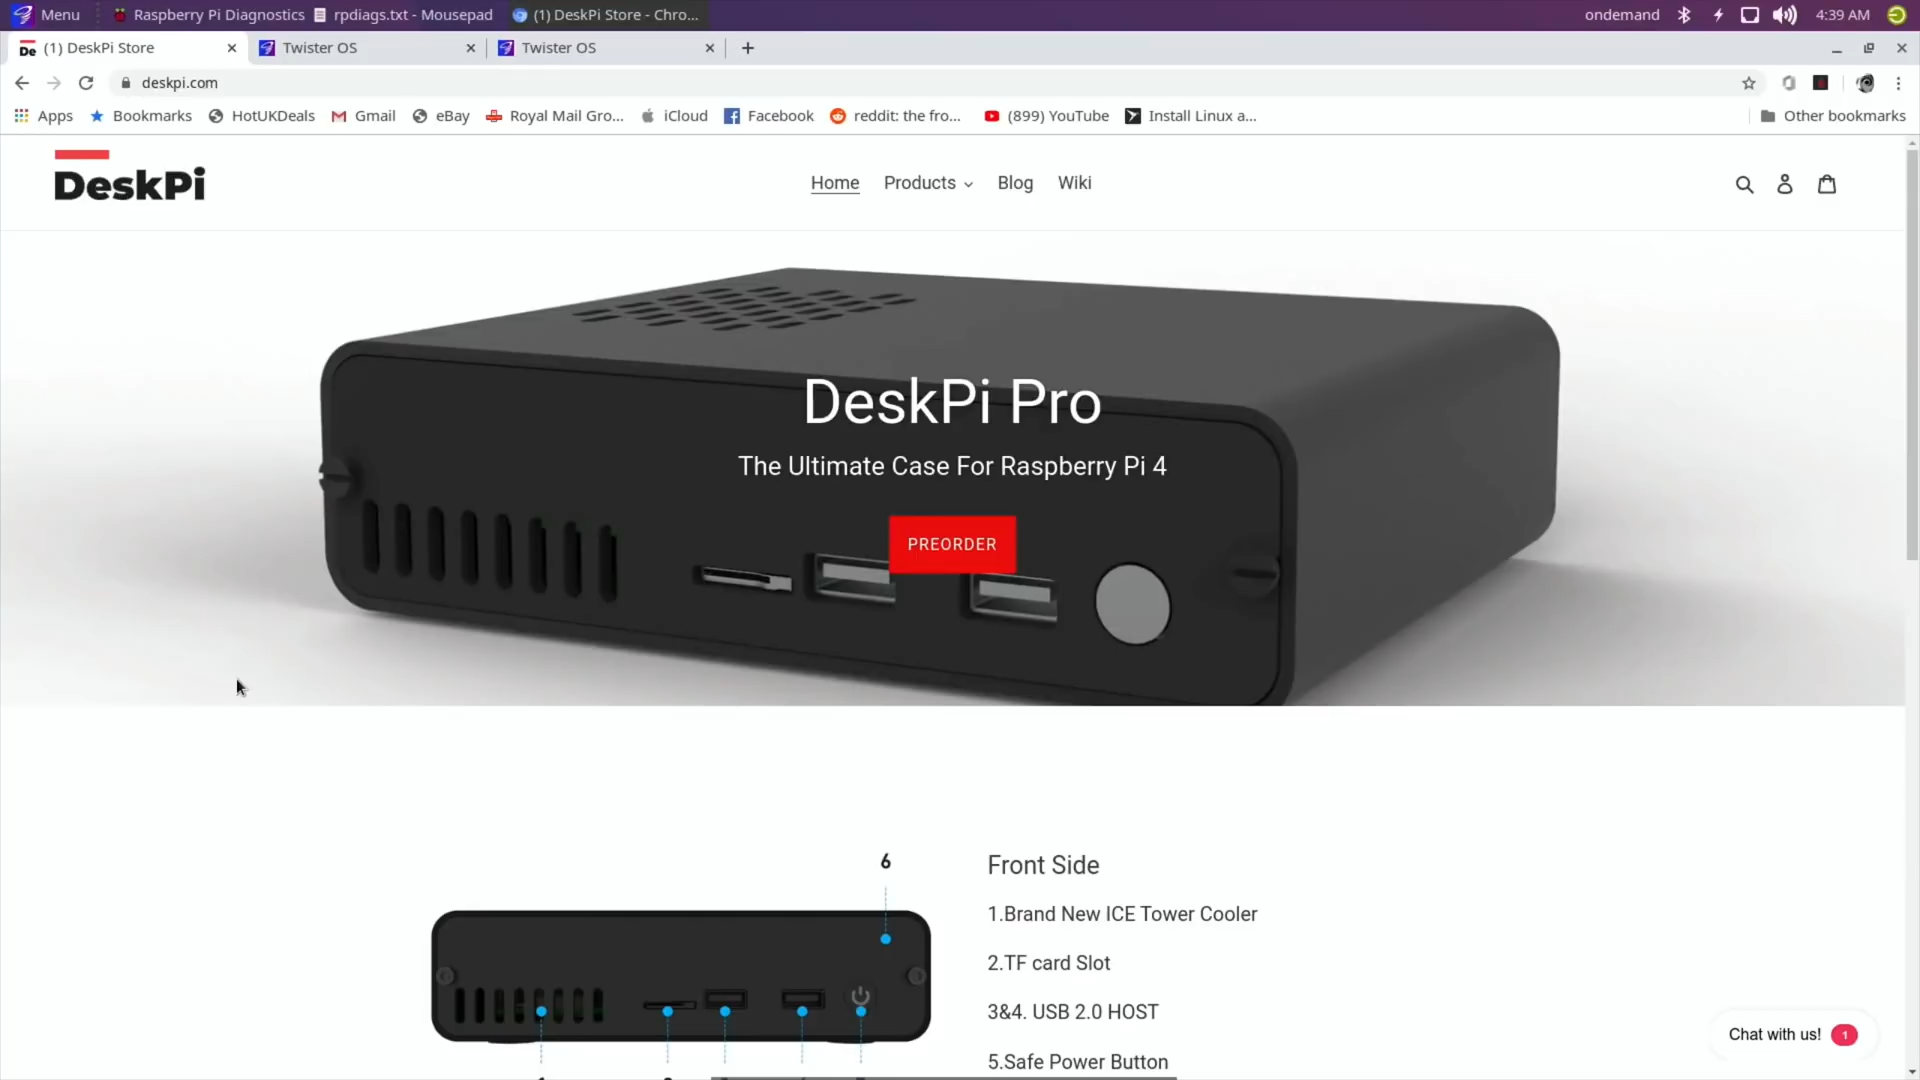 Menu
Raspberry Pi Diagnostics
rpdiags.txt - Mousepad
(1) DeskPi Store - Chro...
ondemand
4:39 AM
De
(1) DeskPi Store
Twister OS
Twister OS
deskpi.com
Apps
Bookmarks
HotUKDeals
Gmail
eBay
Royal Mail Gro...
iCloud
Facebook
reddit: the fro...
(899) YouTube
Install Linux a...
Other bookmarks
DeskPi
Home
Products
Blog
Wiki
DeskPi Pro
The Ultimate Case For Raspberry Pi 4
PREORDER
6
Front Side
1.Brand New ICE Tower Cooler
2.TF card Slot
3&4. USB 2.0 HOST
5.Safe Power Button
Chat with us!
1